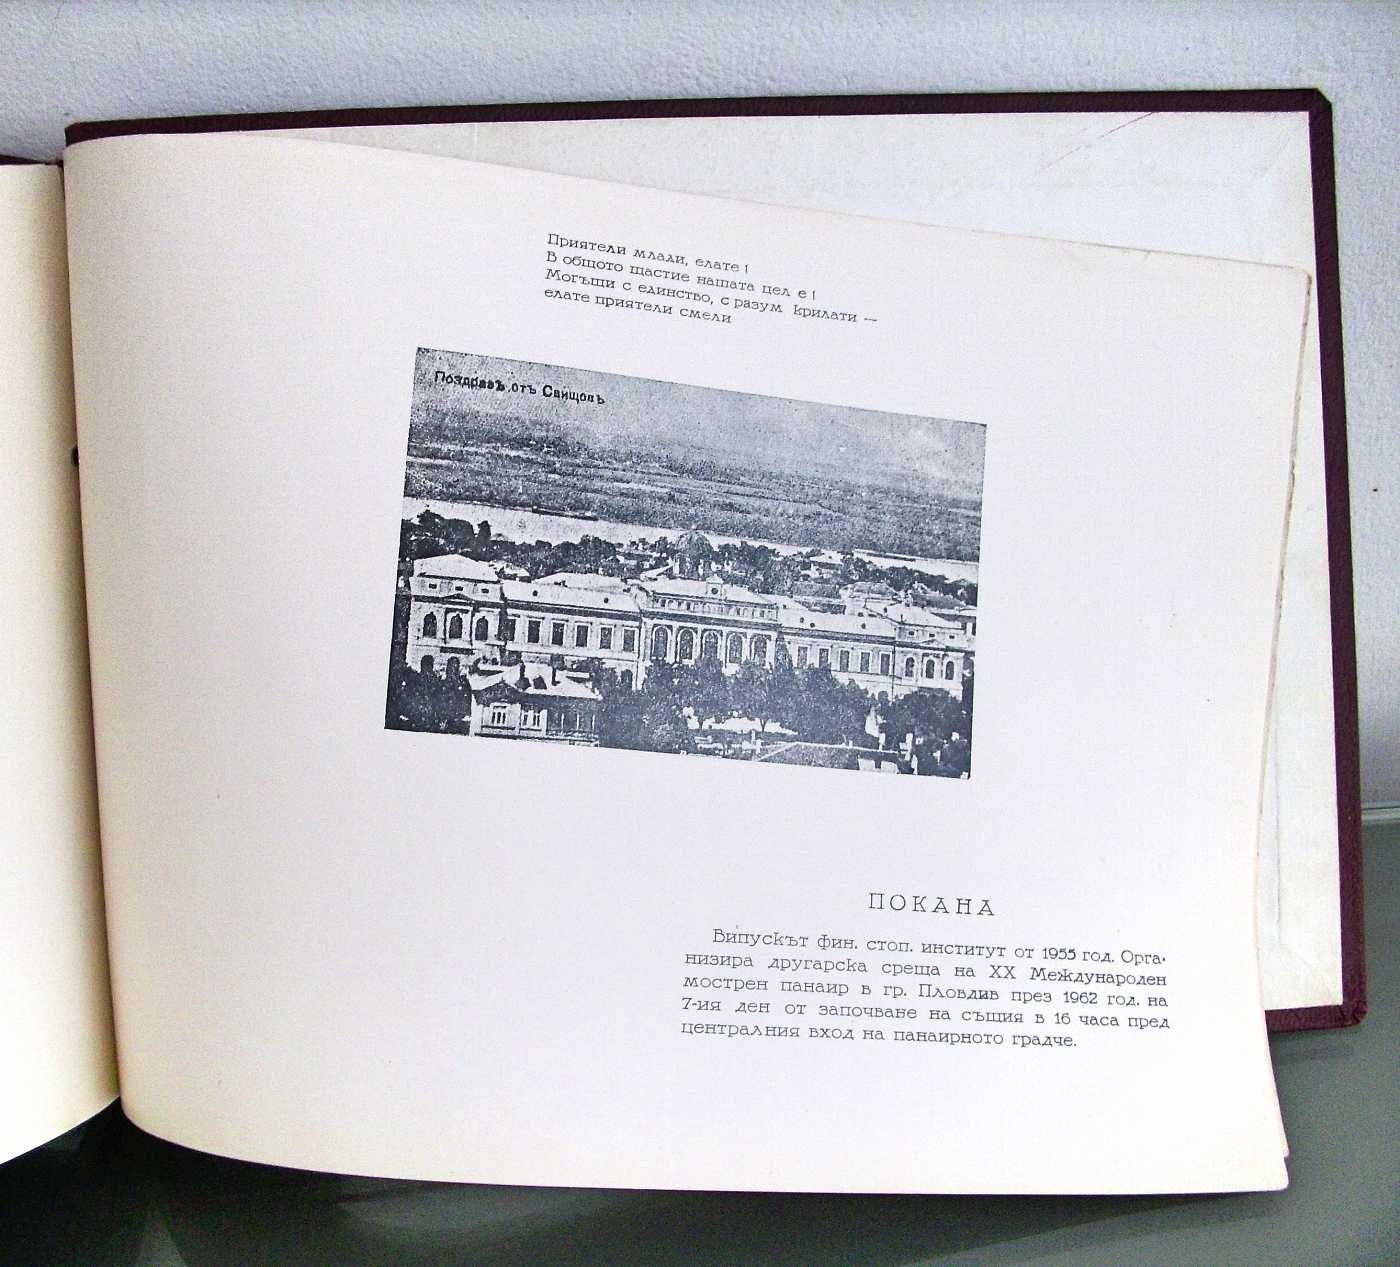 Приятели млади, елате!
В общото щастие нашата цел е!
Могъщи с единство, с разум крилати —
елате приятели смели
Поздравъ отъ Свищовъ
ПОКАНА
Випускът фин. стоп. институт от 1955 год. Орга-
низира другарска среща на XX Международен
мострен панаир в гр. Пловдив през 1962 год. на
7-ия ден от започване на същия в 16 часа пред
централния вход на панаирното градче.